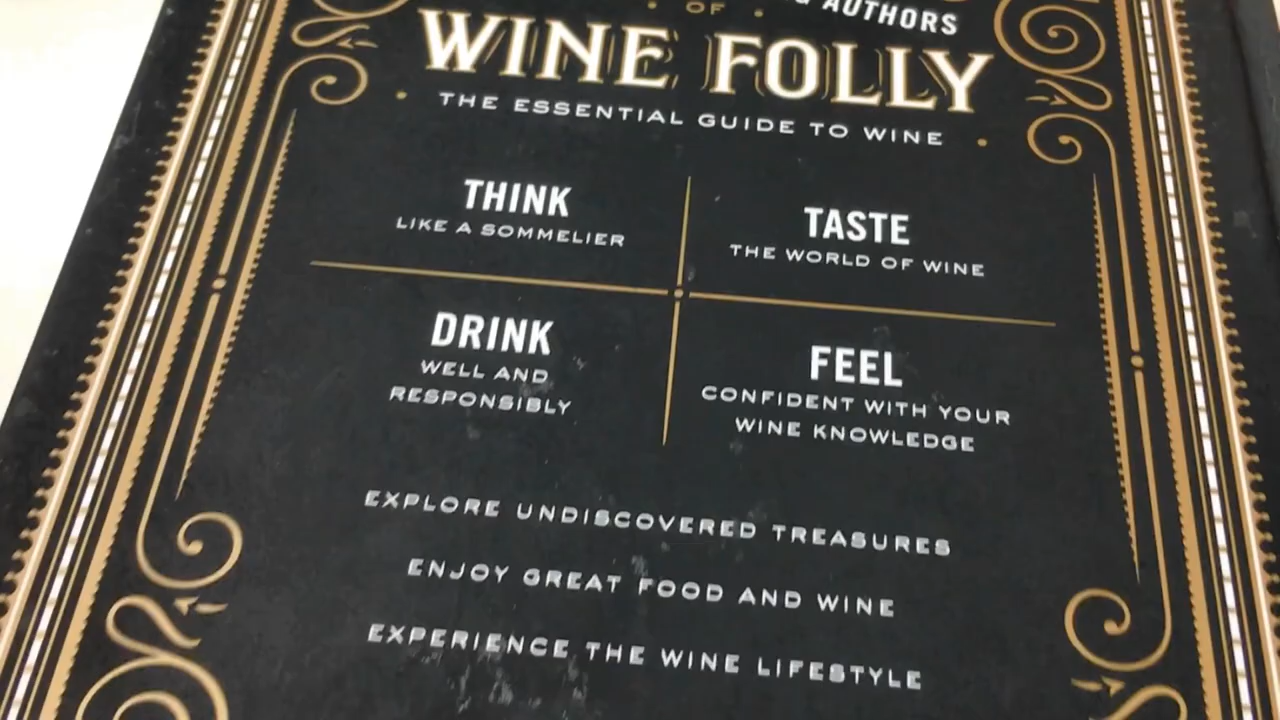 AUTHORS
OF
WINE FOLLY
THE ESSENTIAL GUIDE TO WINE
THINK
LIKE A SOMMELIER
TASTE
THE WORLD OF WINE
DRINK
WELL AND
RESPONSIBLY
FEEL
CONFIDENT WITH YOUR
WINE KNOWLEDGE
EXPLORE UNDISCOVERED TREASURES
ENJOY GREAT FOOD AND WINE
EXPERIENCE THE WINE LIFESTYLE